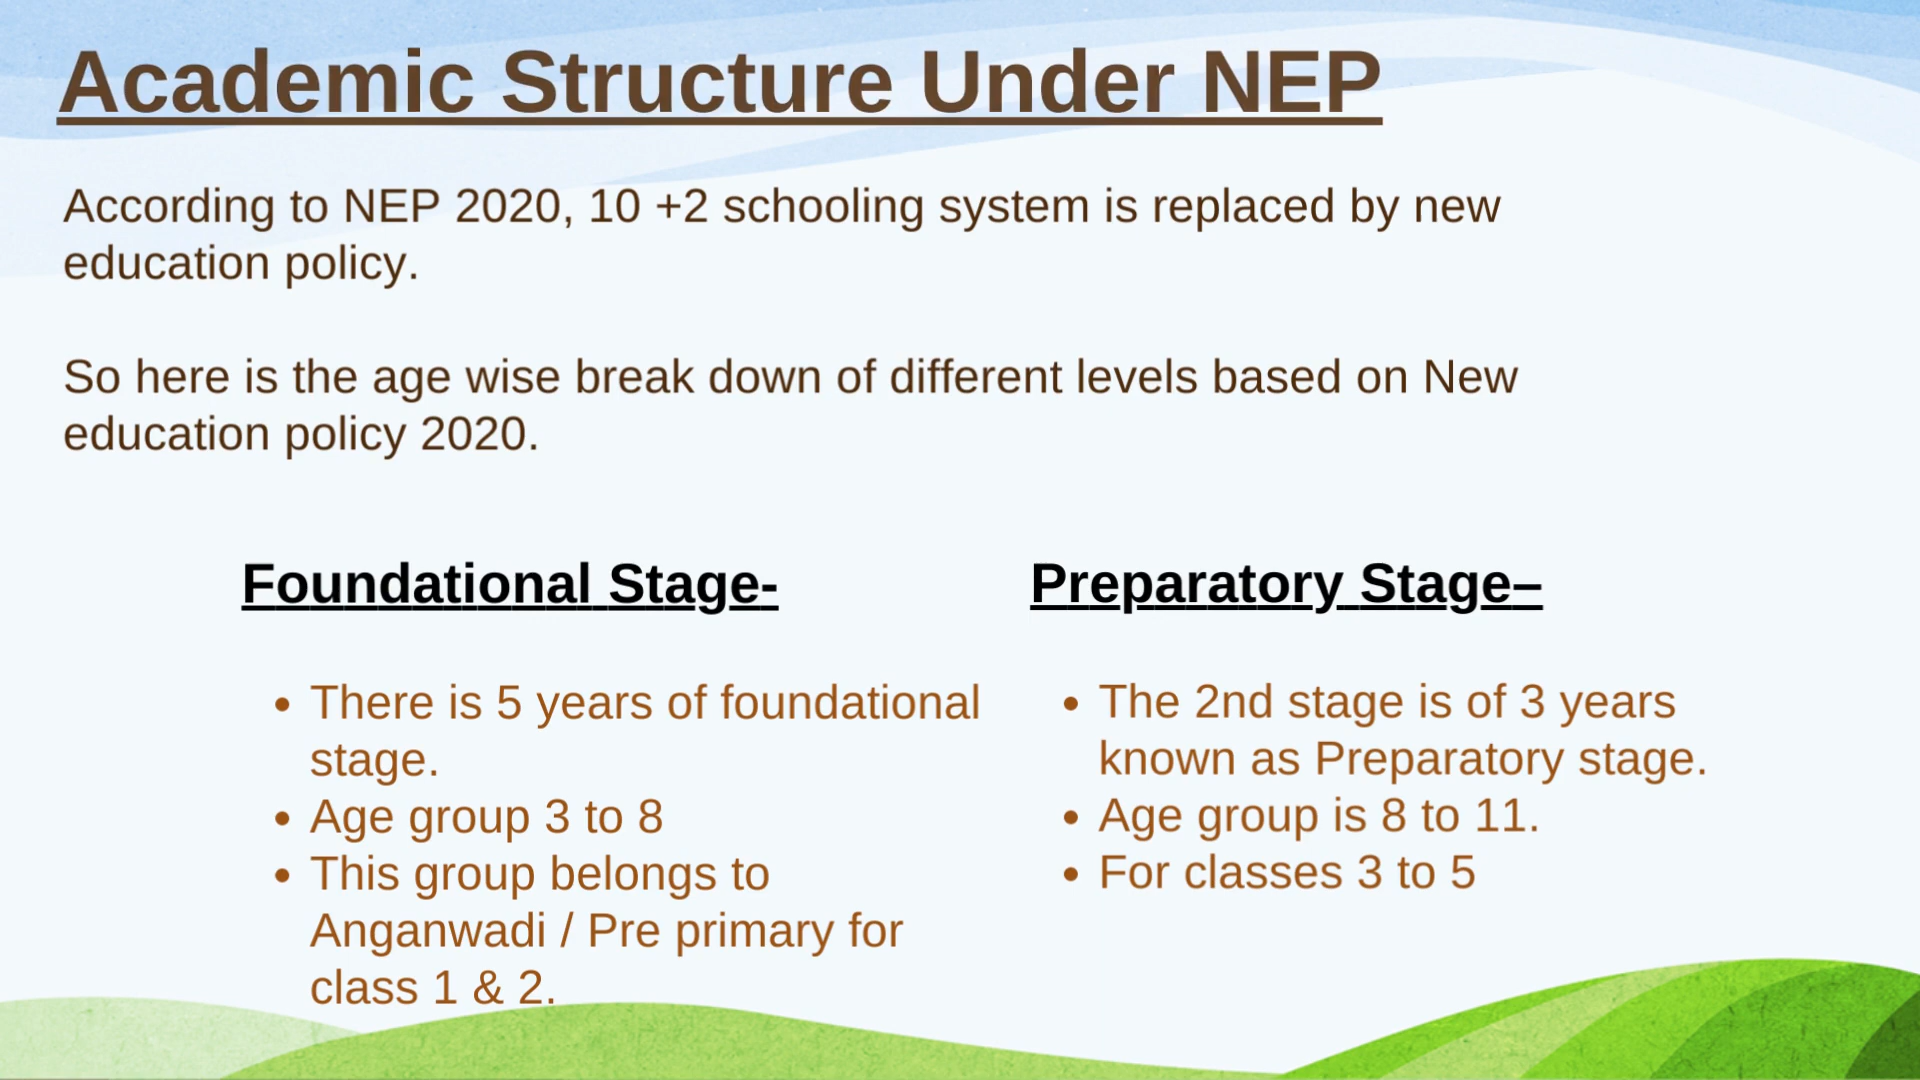 Academic Structure Under NEP
According to NEP 2020, 10 +2 schooling system is replaced by new
education policy.
So here is the age wise break down of different levels based on New
education policy 2020.
Foundational Stage-
• There is 5 years of foundational
stage.
• Age group 3 to 8
• This group belongs to
Anganwadi / Pre primary for
class 1 & 2.
Preparatory Stage–
• The 2nd stage is of 3 years
known as Preparatory stage.
• Age group is 8 to 11.
• For classes 3 to 5